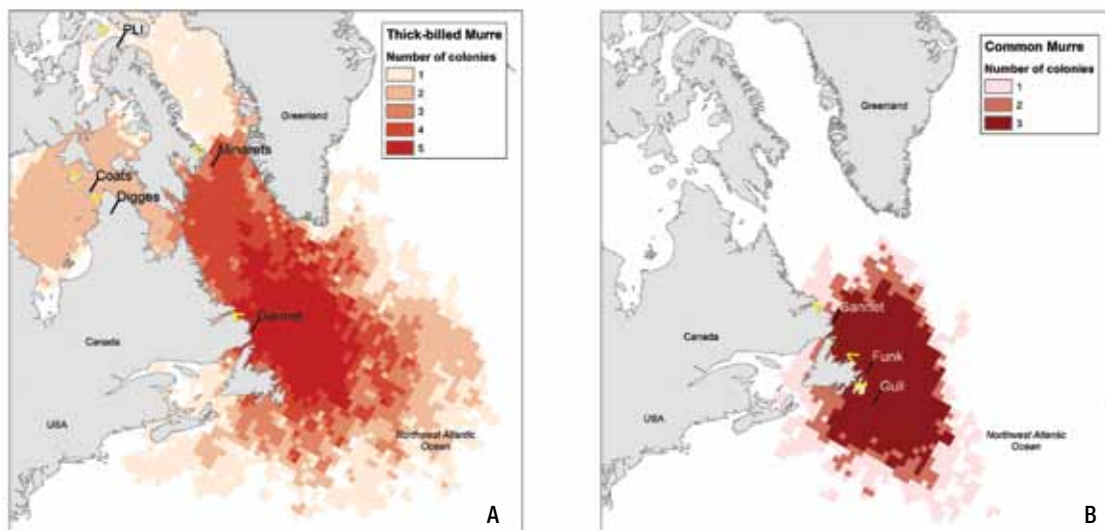 PLI
Thick-billed Murre
Number of colonies
1
2
3
4
5
Greenland
Minarets
Coats
Digges
Gannet
Canada
USA
Northwest Atlantic
Ocean
A
Common Murre
Number of colonies
1
2
3
Greenland
Gannet
Canada
Funk
Gull
USA
Northwest Atlantic
Ocean
B